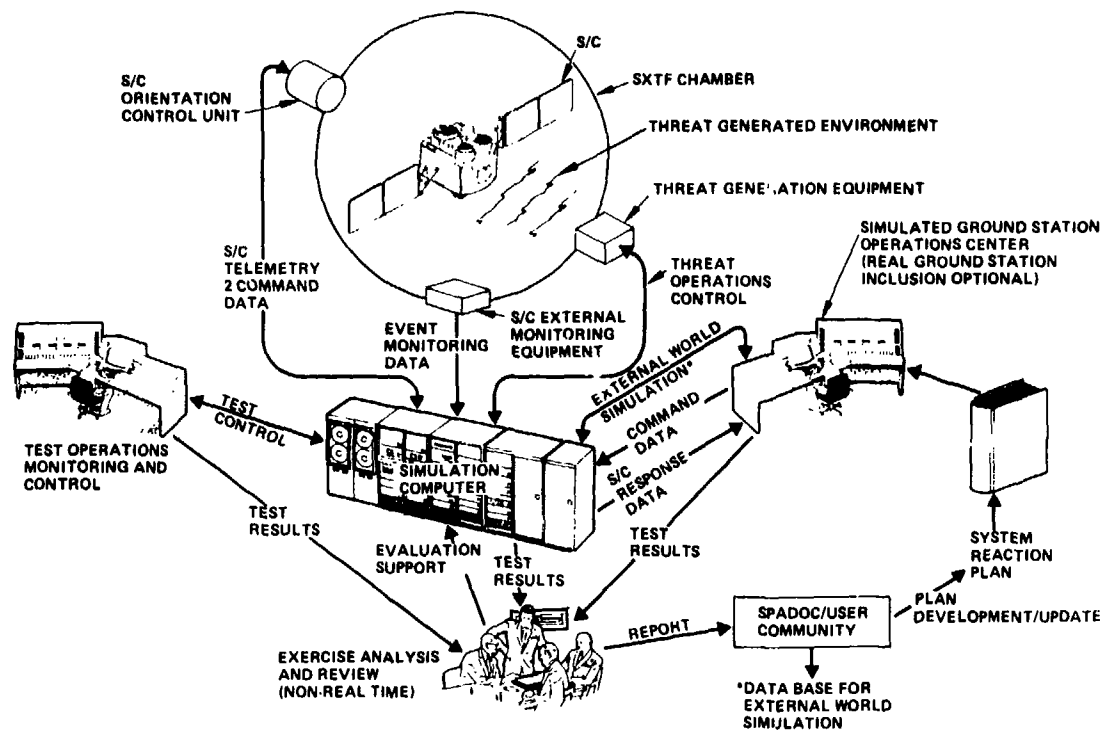 S/C
SXTF CHAMBER
S/C
ORIENTATION
CONTROL UNIT
THREAT GENERATED ENVIRONMENT
THREAT GENE'.ATION EQUIPMENT
SIMULATED GROUND STATION
OPERATIONS CENTER
(REAL GROUND STATION
INCLUSION OPTIONAL)
S/C
TELEMETRY
2 COMMAND
DATA
THREAT
OPERATIONS
CONTROL
EVENT
MONITORING
DATA
S/C EXTERNAL
MONITORING
EQUIPMENT
EXTERNAL WORLD
SIMULATION*
COMMAND
DATA
S/C
RESPONSE
DATA
TEST
CONTROL
SIMULATION
COMPUTER
TEST OPERATIONS
MONITORING AND
CONTROL
TEST
RESULTS
EVALUATION
SUPPORT
TEST
RESULTS
TEST
RESULTS
SYSTEM
REACTION
PLAN
PLAN
DEVELOPMENT/UPDATE
SPADOC/USER
COMMUNITY
REPORT
EXERCISE ANALYSIS
AND REVIEW
(NON-REAL TIME)
*DATA BASE FOR
EXTERNAL WORLD
SIMULATION